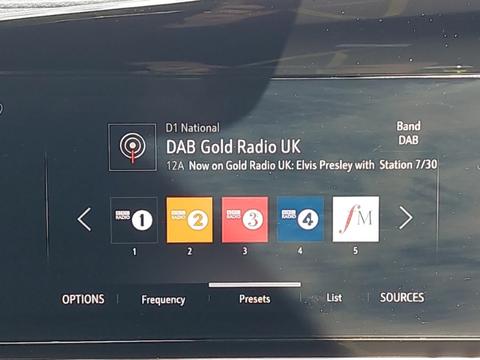 D1 National
DAB Gold Radio UK
Band
DAB
12A Now on Gold Radio UK: Elvis Presley with Station 7/30
BBC RADIO 1
BBC RADIO 2
BBC RADIO 3
BBC RADIO 4
fM
1 2 3 4 5
OPTIONS Frequency Presets List SOURCES